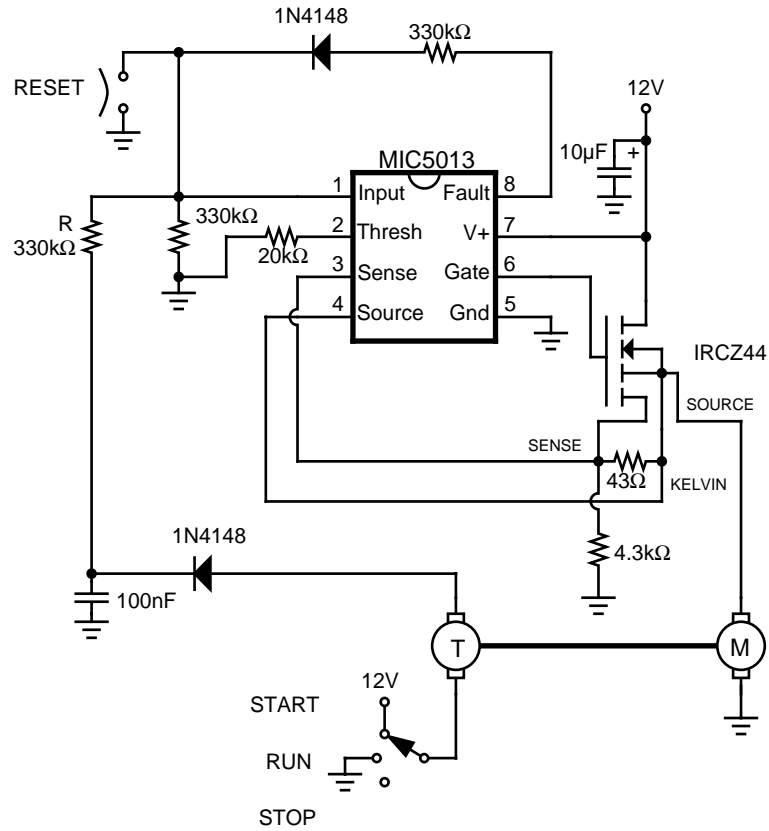 1N4148
330kΩ
RESET
12V
10µF
+
MIC5013
1 Input Fault 8
R
330kΩ
330kΩ
2 Thresh V+ 7
20kΩ
3 Sense Gate 6
4 Source Gnd 5
IRCZ44
SOURCE
SENSE
43Ω
KELVIN
1N4148
4.3kΩ
100nF
T
M
12V
START
RUN
STOP